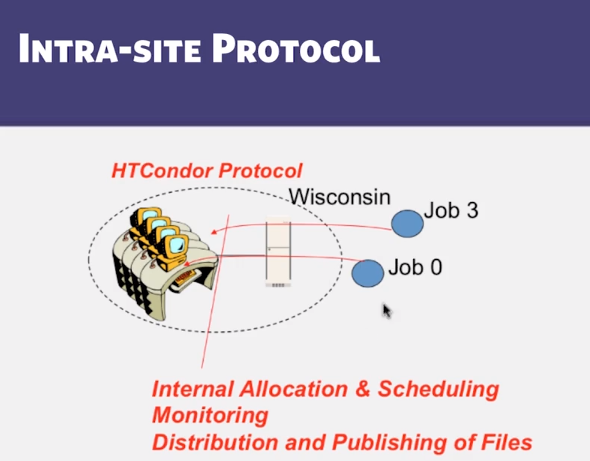 INTRA-SITE PROTOCOL
HTCondor Protocol
Wisconsin
Job 3
Job 0
Internal Allocation & Scheduling
Monitoring
Distribution and Publishing of Files